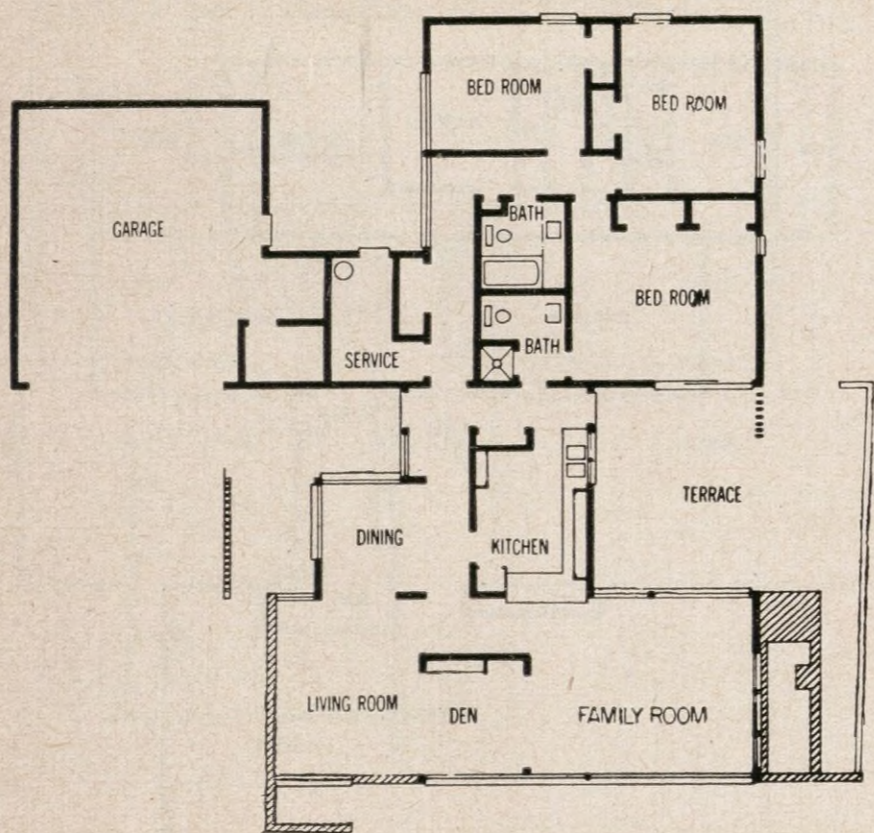 BED ROOM
BED ROOM
GARAGE
BATH
BED ROOM
BATH
SERVICE
TERRACE
DINING
KITCHEN
LIVING ROOM
DEN
FAMILY ROOM